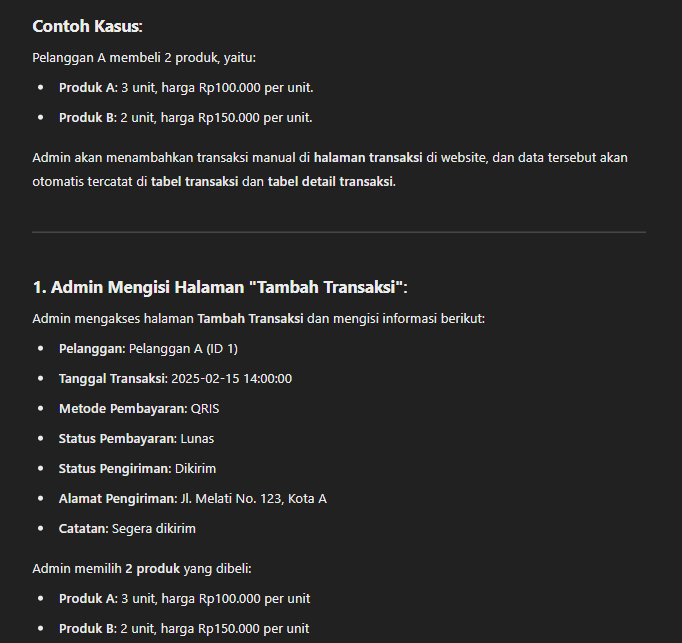 Contoh Kasus:
Pelanggan A membeli 2 produk, yaitu:
• Produk A: 3 unit, harga Rp100.000 per unit.
• Produk B: 2 unit, harga Rp150.000 per unit.
Admin akan menambahkan transaksi manual di halaman transaksi di website, dan data tersebut akan
otomatis tercatat di tabel transaksi dan tabel detail transaksi.
1. Admin Mengisi Halaman "Tambah Transaksi":
Admin mengakses halaman Tambah Transaksi dan mengisi informasi berikut:
• Pelanggan: Pelanggan A (ID 1)
• Tanggal Transaksi: 2025-02-15 14:00:00
• Metode Pembayaran: QRIS
• Status Pembayaran: Lunas
• Status Pengiriman: Dikirim
• Alamat Pengiriman: Jl. Melati No. 123, Kota A
• Catatan: Segera dikirim
Admin memilih 2 produk yang dibeli:
• Produk A: 3 unit, harga Rp100.000 per unit
• Produk B: 2 unit, harga Rp150.000 per unit